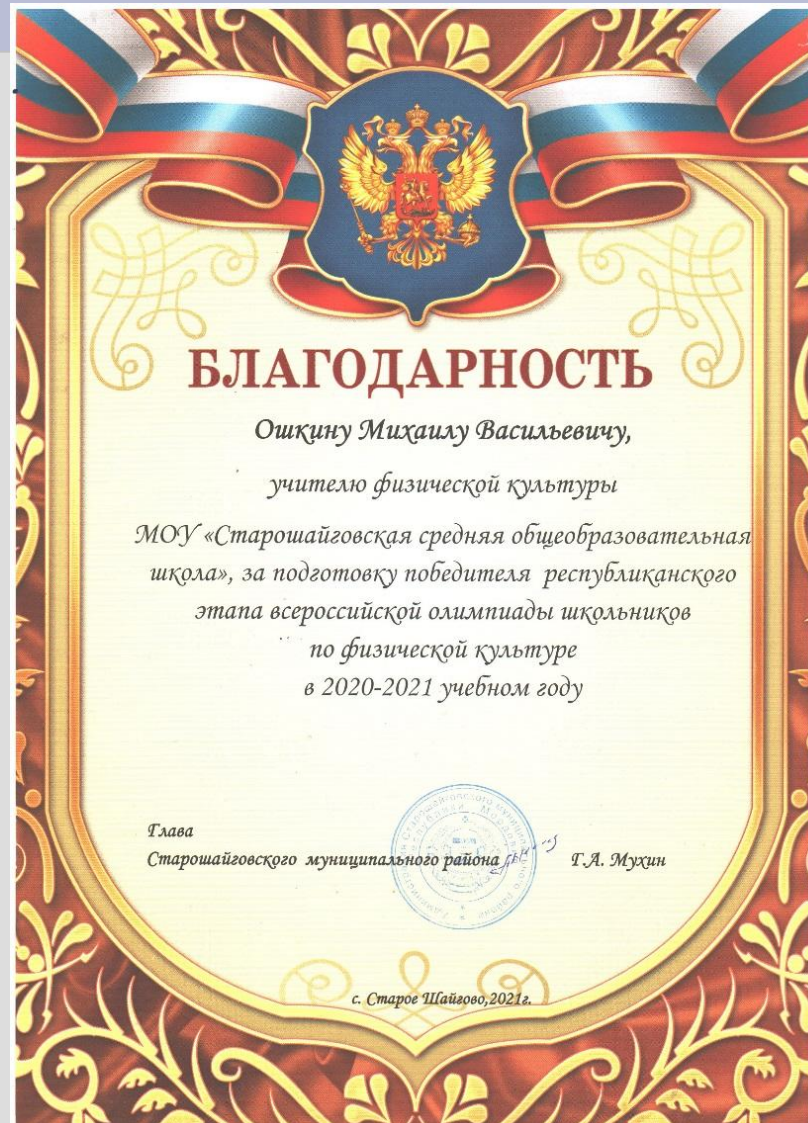 БЛАГОДАРНОСТЬ
Ошкину Михаилу Васильевичу,
учителю физической культуры
МОУ «Старошайговская средняя общеобразовательная
школа», за подготовку победителя республиканского
этапа всероссийской олимпиады школьников
по физической культуре
в 2020-2021 учебном году
Глава
Старошайговского муниципального района Г.А. Мухин
с. Старое Шайгово,2021г.